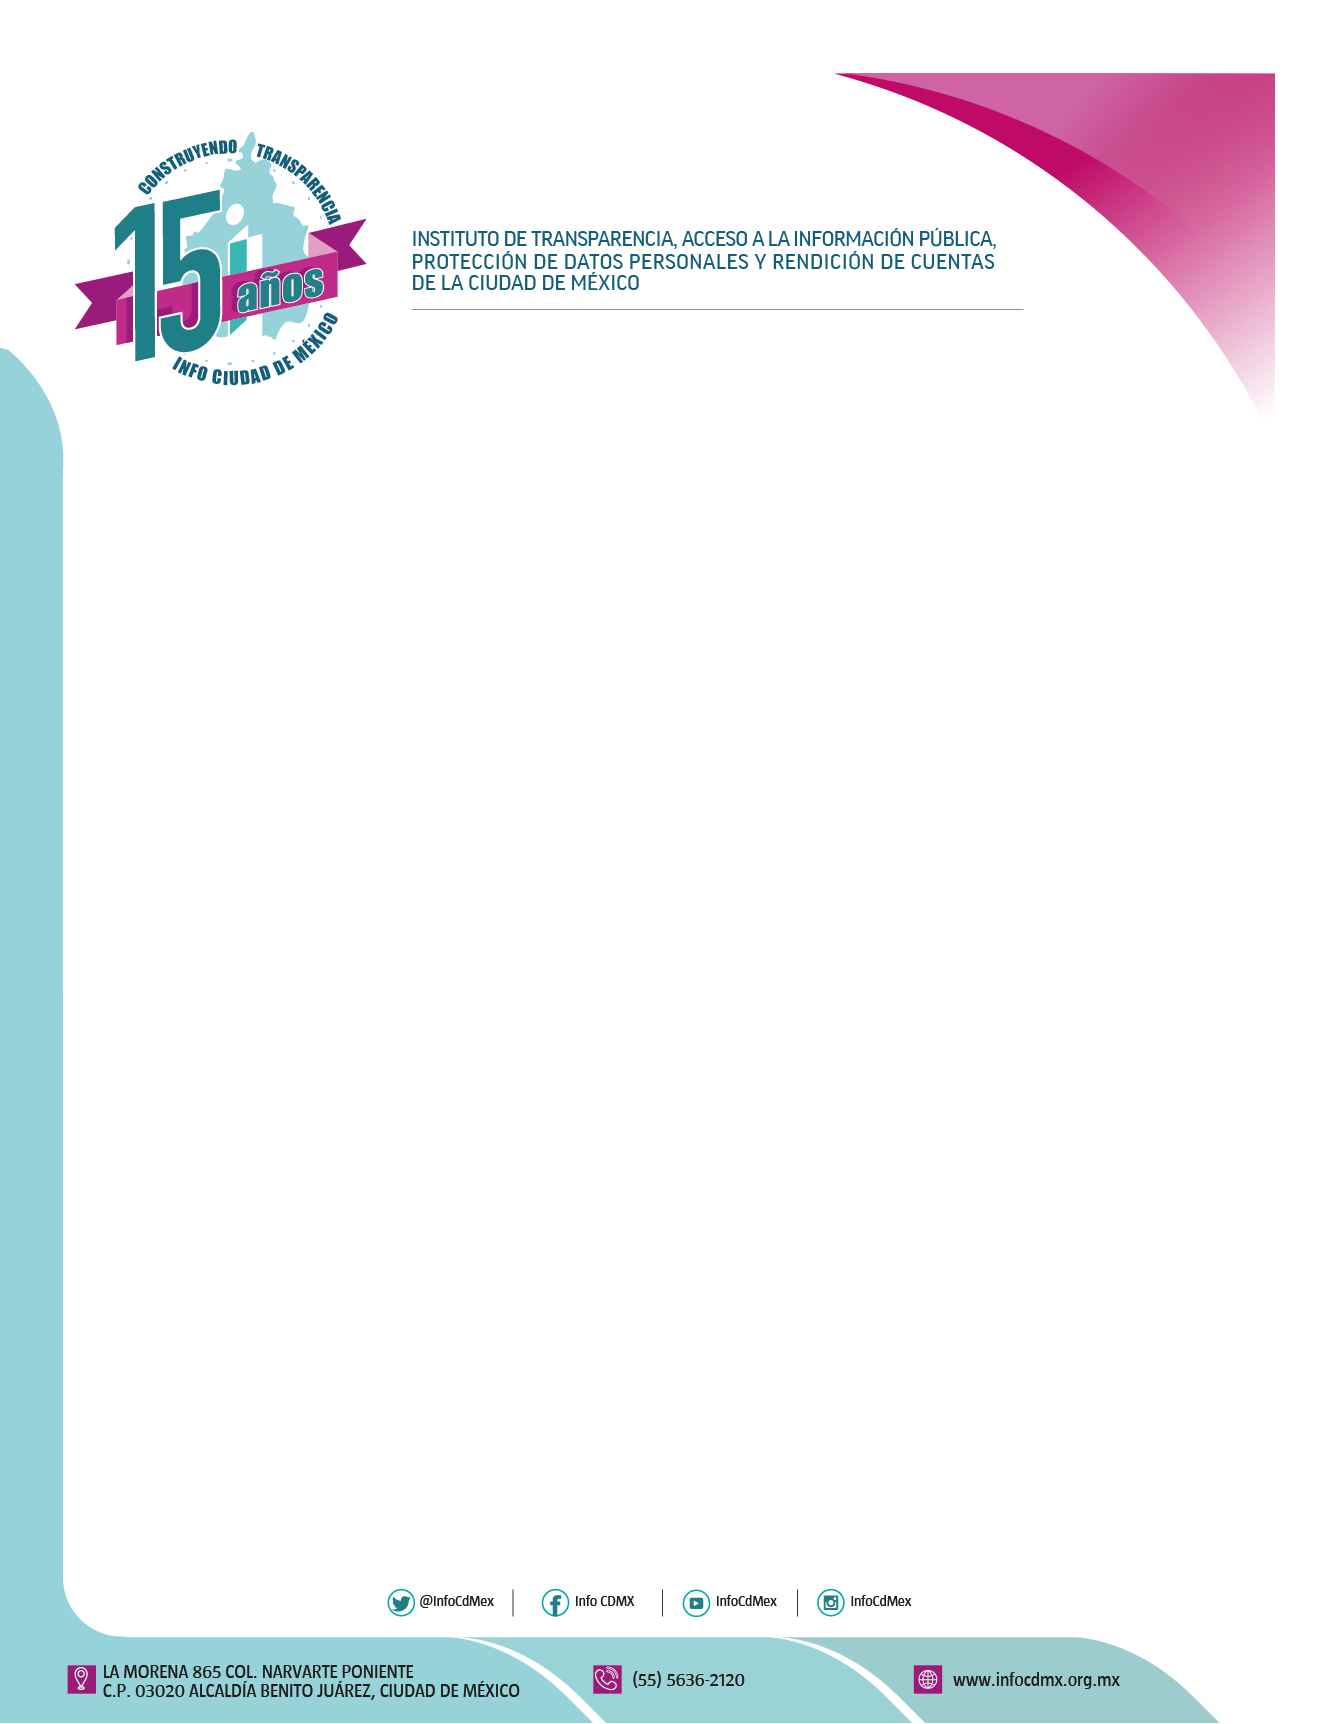 CONSTRUYENDO TRANSPARENCIA
15 años
INFO CIUDAD DE MÉXICO
INSTITUTO DE TRANSPARENCIA, ACCESO A LA INFORMACIÓN PÚBLICA,
PROTECCIÓN DE DATOS PERSONALES Y RENDICIÓN DE CUENTAS
DE LA CIUDAD DE MÉXICO
@InfoCdMex | Info CDMX | InfoCdMex | InfoCdMex
LA MORENA 865 COL. NARVARTE PONIENTE
C.P. 03020 ALCALDÍA BENITO JUÁREZ, CIUDAD DE MÉXICO
(55) 5636-2120
www.infocdmx.org.mx